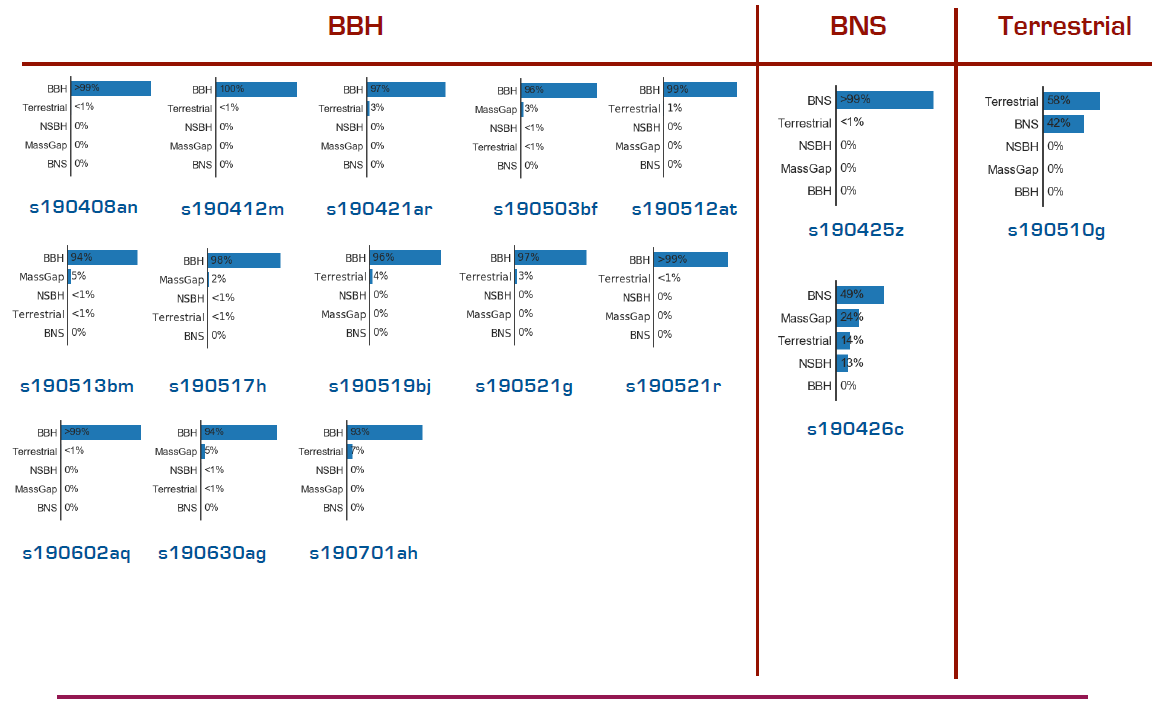 BBH
BNS
Terrestrial
BBH >99%
Terrestrial <1%
NSBH 0%
MassGap 0%
BNS 0%
s190408an
BBH 100%
Terrestrial <1%
NSBH 0%
MassGap 0%
BNS 0%
s190412m
BBH 97%
Terrestrial 3%
NSBH 0%
MassGap 0%
BNS 0%
s190421ar
BBH 96%
MassGap 3%
NSBH <1%
Terrestrial <1%
BNS 0%
s190503bf
BBH 99%
Terrestrial 1%
NSBH 0%
MassGap 0%
BNS 0%
s190512at
BBH 94%
MassGap 5%
NSBH <1%
Terrestrial <1%
BNS 0%
s190513bm
BBH 98%
MassGap 2%
NSBH <1%
Terrestrial <1%
BNS 0%
s190517h
BBH 96%
Terrestrial 4%
NSBH 0%
MassGap 0%
BNS 0%
s190519bj
BBH 97%
Terrestrial 3%
NSBH 0%
MassGap 0%
BNS 0%
s190521g
BBH >99%
Terrestrial <1%
NSBH 0%
MassGap 0%
BNS 0%
s190521r
BBH >99%
Terrestrial <1%
NSBH 0%
MassGap 0%
BNS 0%
s190602aq
BBH 94%
MassGap 5%
NSBH <1%
Terrestrial <1%
BNS 0%
s190630ag
BBH 93%
Terrestrial 7%
NSBH 0%
MassGap 0%
BNS 0%
s190701ah
BNS >99%
Terrestrial <1%
NSBH 0%
MassGap 0%
BBH 0%
s190425z
BNS 49%
MassGap 24%
Terrestrial 14%
NSBH 13%
BBH 0%
s190426c
Terrestrial 58%
BNS 42%
NSBH 0%
MassGap 0%
BBH 0%
s190510g